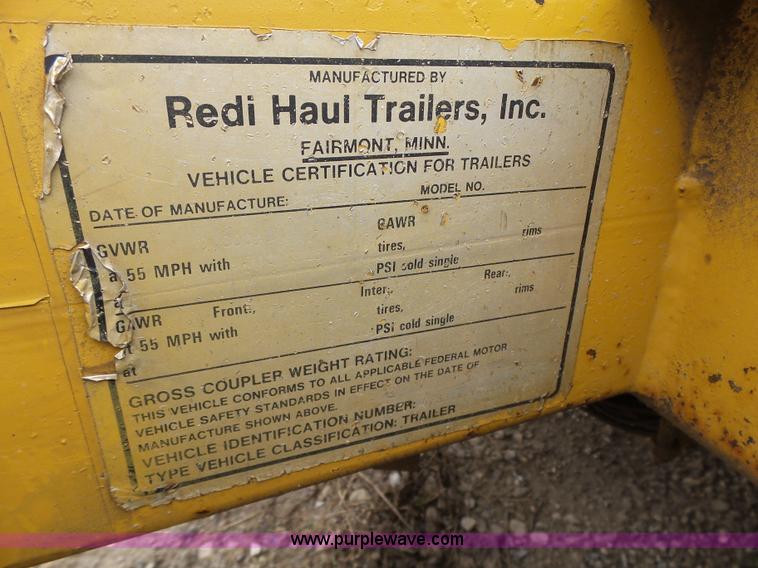 MANUFACTURED BY
Redi Haul Trailers, Inc.
FAIRMONT, MINN.
VEHICLE CERTIFICATION FOR TRAILERS
DATE OF MANUFACTURE: MODEL NO.
GVWR GAWR
at 55 MPH with tires, rims
at PSI cold single
GAWR Front:, Inter:, Rear:,
at 55 MPH with tires, rims
at PSI cold single
GROSS COUPLER WEIGHT RATING:
THIS VEHICLE CONFORMS TO ALL APPLICABLE FEDERAL MOTOR
VEHICLE SAFETY STANDARDS IN EFFECT ON THE DATE OF
MANUFACTURE SHOWN ABOVE.
VEHICLE IDENTIFICATION NUMBER:
TYPE VEHICLE CLASSIFICATION: TRAILER
www.purplewave.com